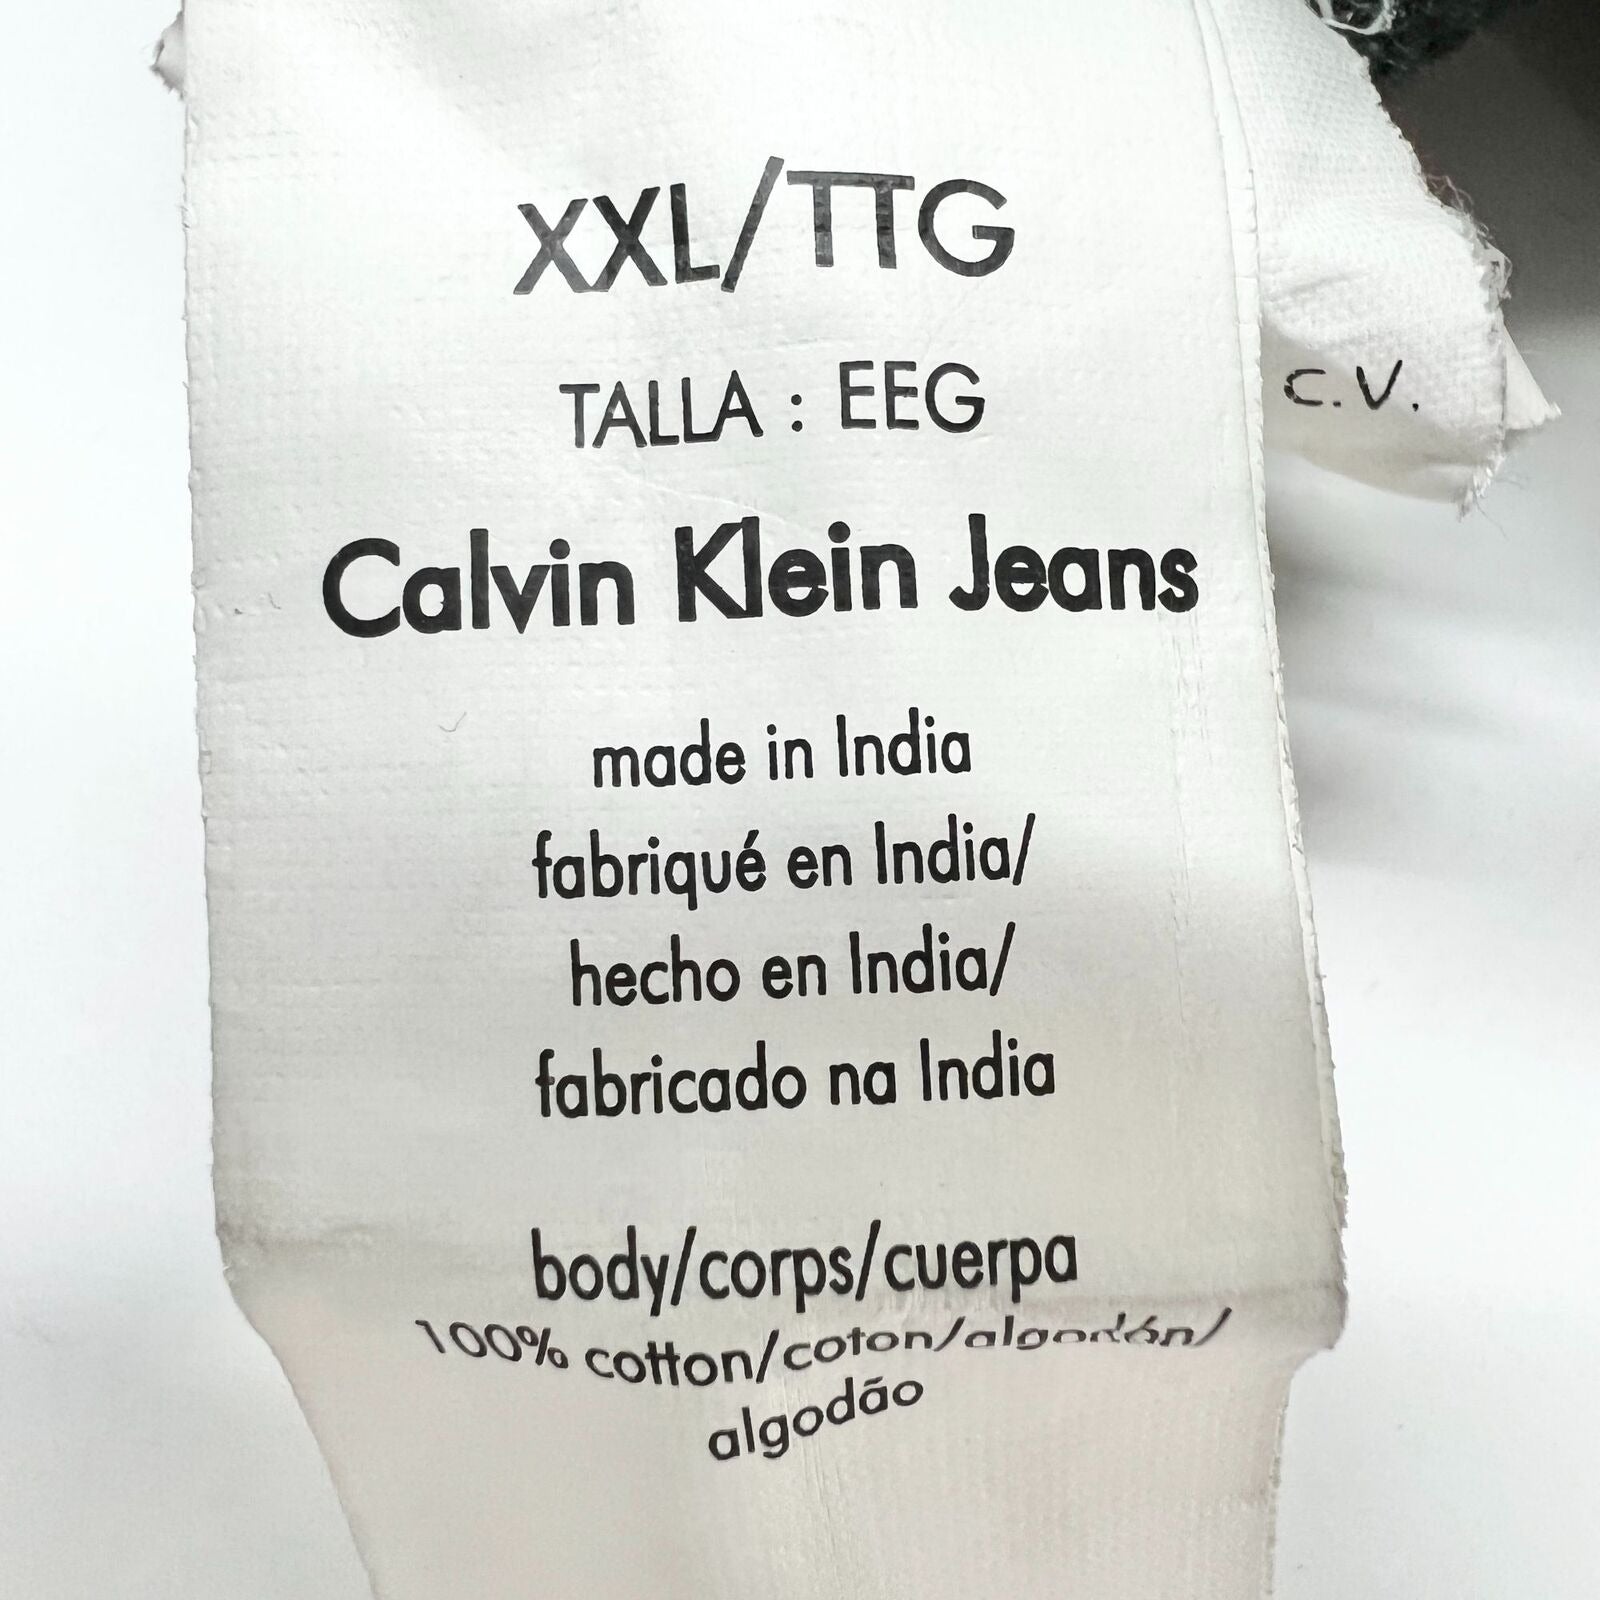 XXL/TTG
TALLA : EEG
C.V.
Calvin Klein Jeans
made in India
fabriqué en India/
hecho en India/
fabricado na India
body/corps/cuerpa
100% cotton/coton/algodón/
algodão